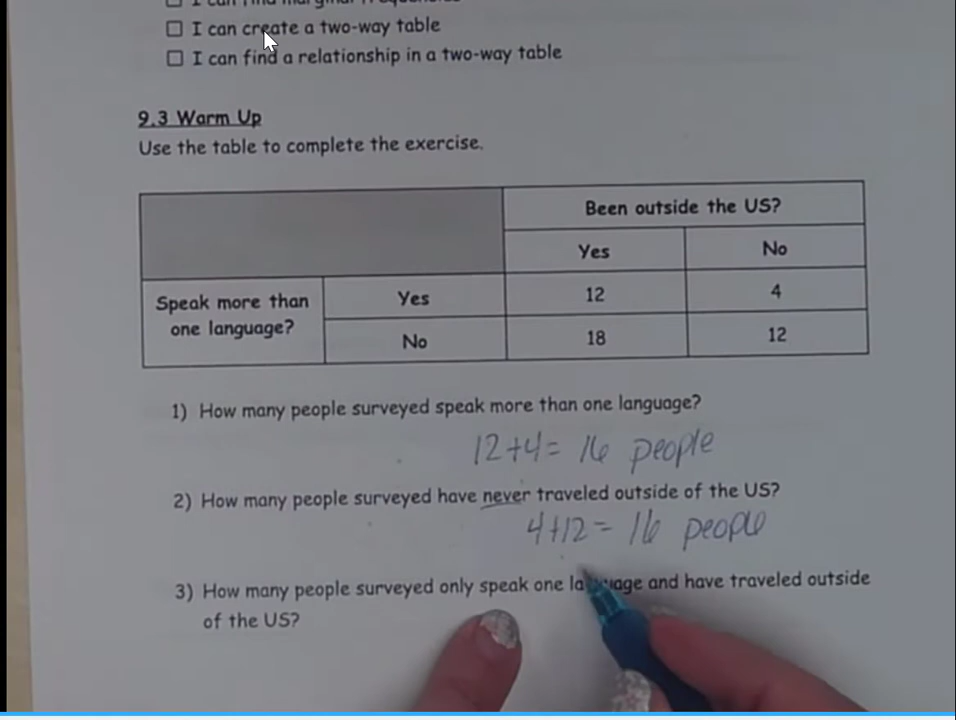 ☐ I can create a two-way table
☐ I can find a relationship in a two-way table
9.3 Warm Up
Use the table to complete the exercise.
Been outside the US?
Yes No
Speak more than
one language?
Yes 12 4
No 18 12
1) How many people surveyed speak more than one language?
12+4= 16 people
2) How many people surveyed have never traveled outside of the US?
4+12= 16 people
3) How many people surveyed only speak one language and have traveled outside
of the US?